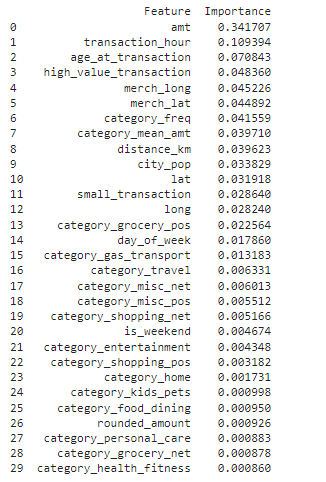 Feature Importance
0 amt 0.341707
1 transaction_hour 0.109394
2 age_at_transaction 0.070843
3 high_value_transaction 0.048360
4 merch_long 0.045226
5 merch_lat 0.044892
6 category_freq 0.041559
7 category_mean_amt 0.039710
8 distance_km 0.039623
9 city_pop 0.033829
10 lat 0.031918
11 small_transaction 0.028640
12 long 0.028240
13 category_grocery_pos 0.022564
14 day_of_week 0.017860
15 category_gas_transport 0.013183
16 category_travel 0.006331
17 category_misc_net 0.006013
18 category_misc_pos 0.005512
19 category_shopping_net 0.005166
20 is_weekend 0.004674
21 category_entertainment 0.004348
22 category_shopping_pos 0.003182
23 category_home 0.001731
24 category_kids_pets 0.000998
25 category_food_dining 0.000950
26 rounded_amount 0.000926
27 category_personal_care 0.000883
28 category_grocery_net 0.000878
29 category_health_fitness 0.000860